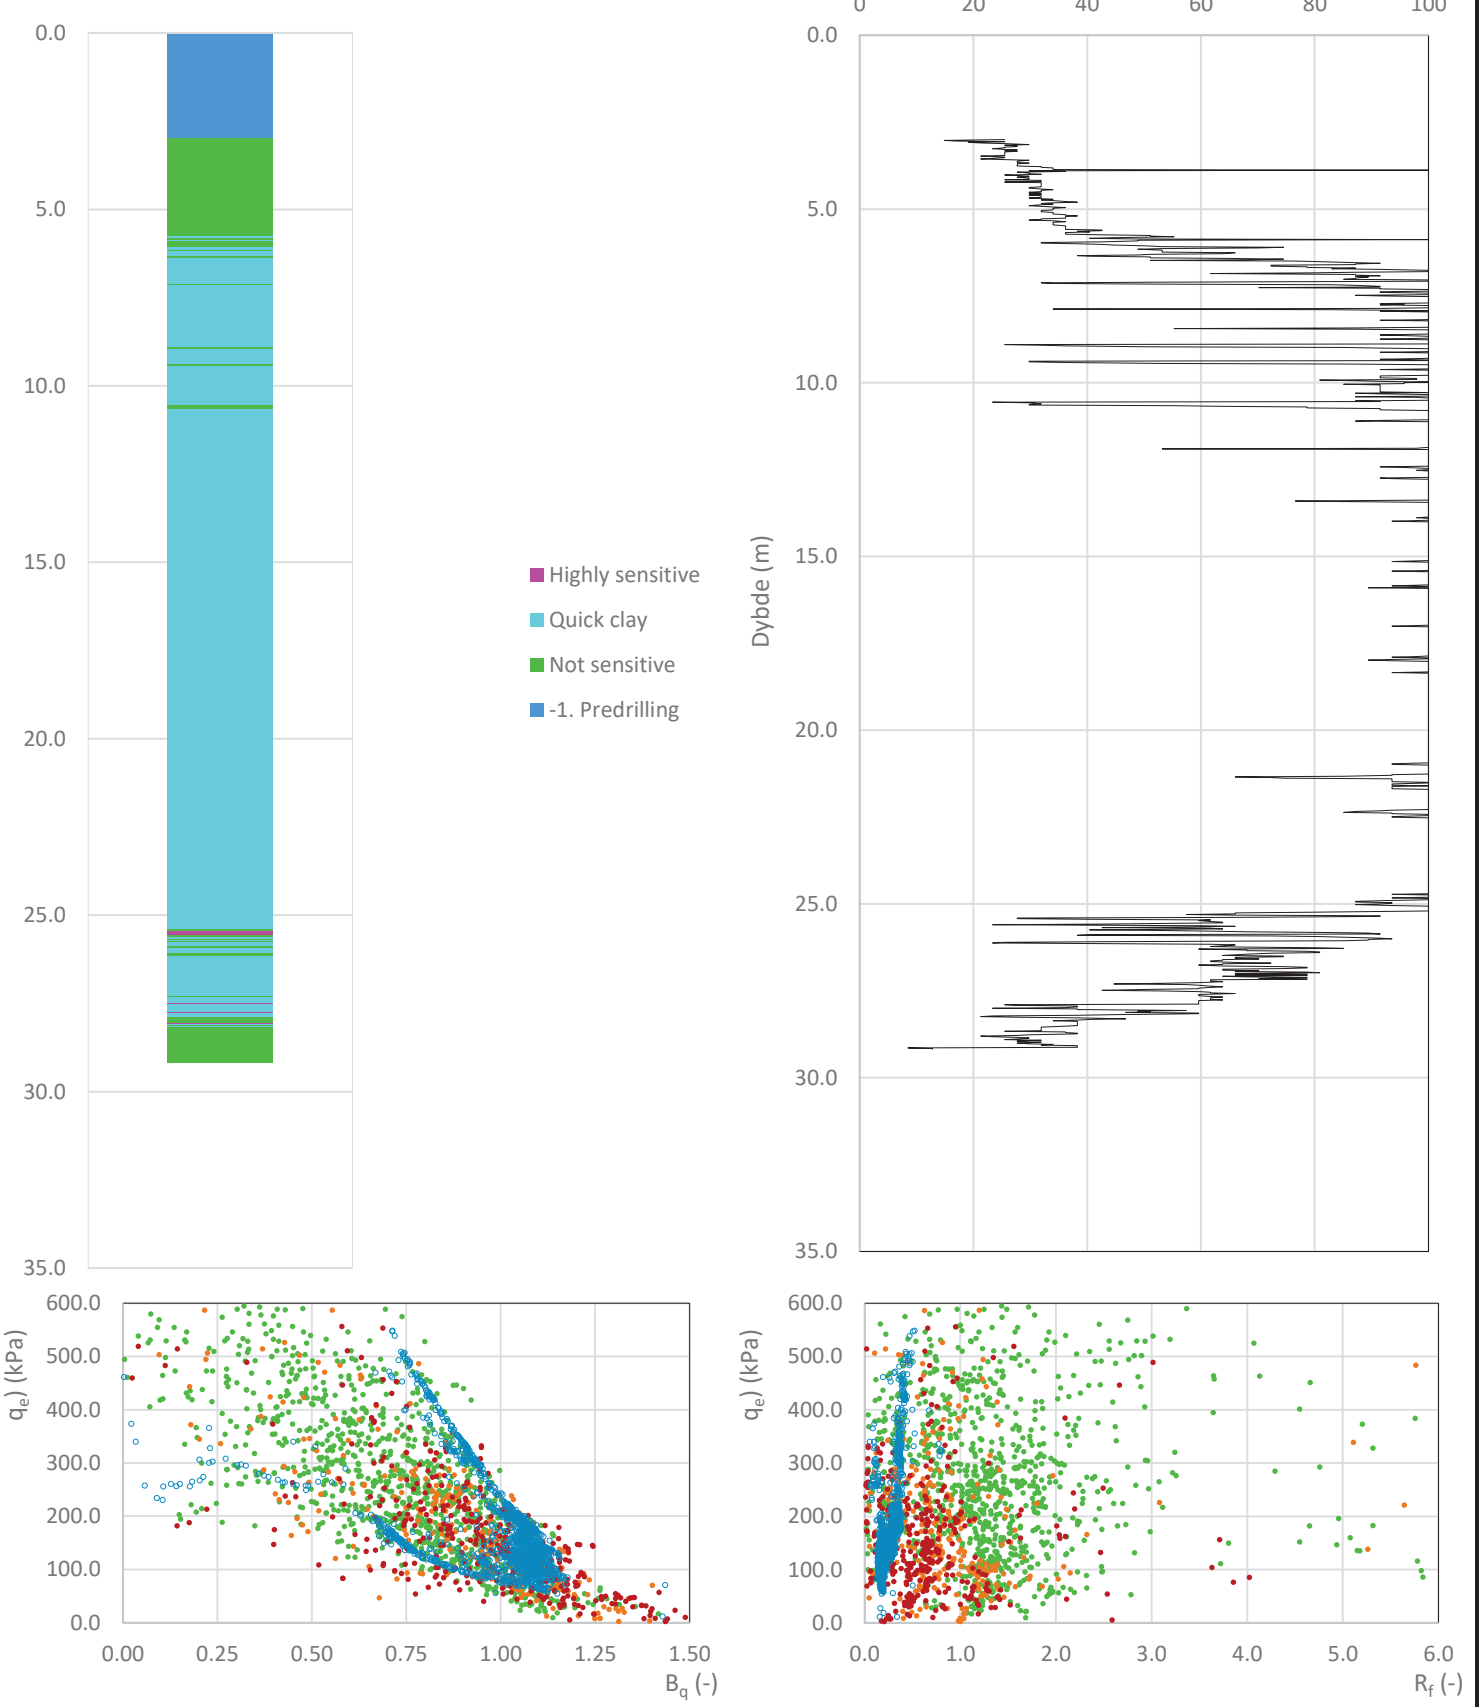 0 20 40 60 80 100
0.0
5.0
10.0
15.0
20.0
25.0
30.0
35.0
Highly sensitive
Quick clay
Not sensitive
-1. Predrilling
Dybde (m)
0.0
5.0
10.0
15.0
20.0
25.0
30.0
35.0
qe) (kPa)
600.0
500.0
400.0
300.0
200.0
100.0
0.0
0.00 0.25 0.50 0.75 1.00 1.25 1.50
Bq (-)
qe) (kPa)
600.0
500.0
400.0
300.0
200.0
100.0
0.0
0.0 1.0 2.0 3.0 4.0 5.0 6.0
Rf (-)